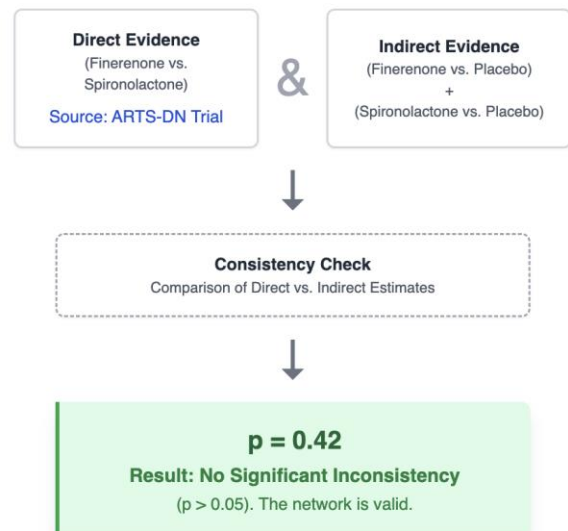 Direct Evidence
(Finerenone vs.
Spironolactone)
Source: ARTS-DN Trial
&
Indirect Evidence
(Finerenone vs. Placebo)
+
(Spironolactone vs. Placebo)
↓
Consistency Check
Comparison of Direct vs. Indirect Estimates
↓
p = 0.42
Result: No Significant Inconsistency
(p > 0.05). The network is valid.